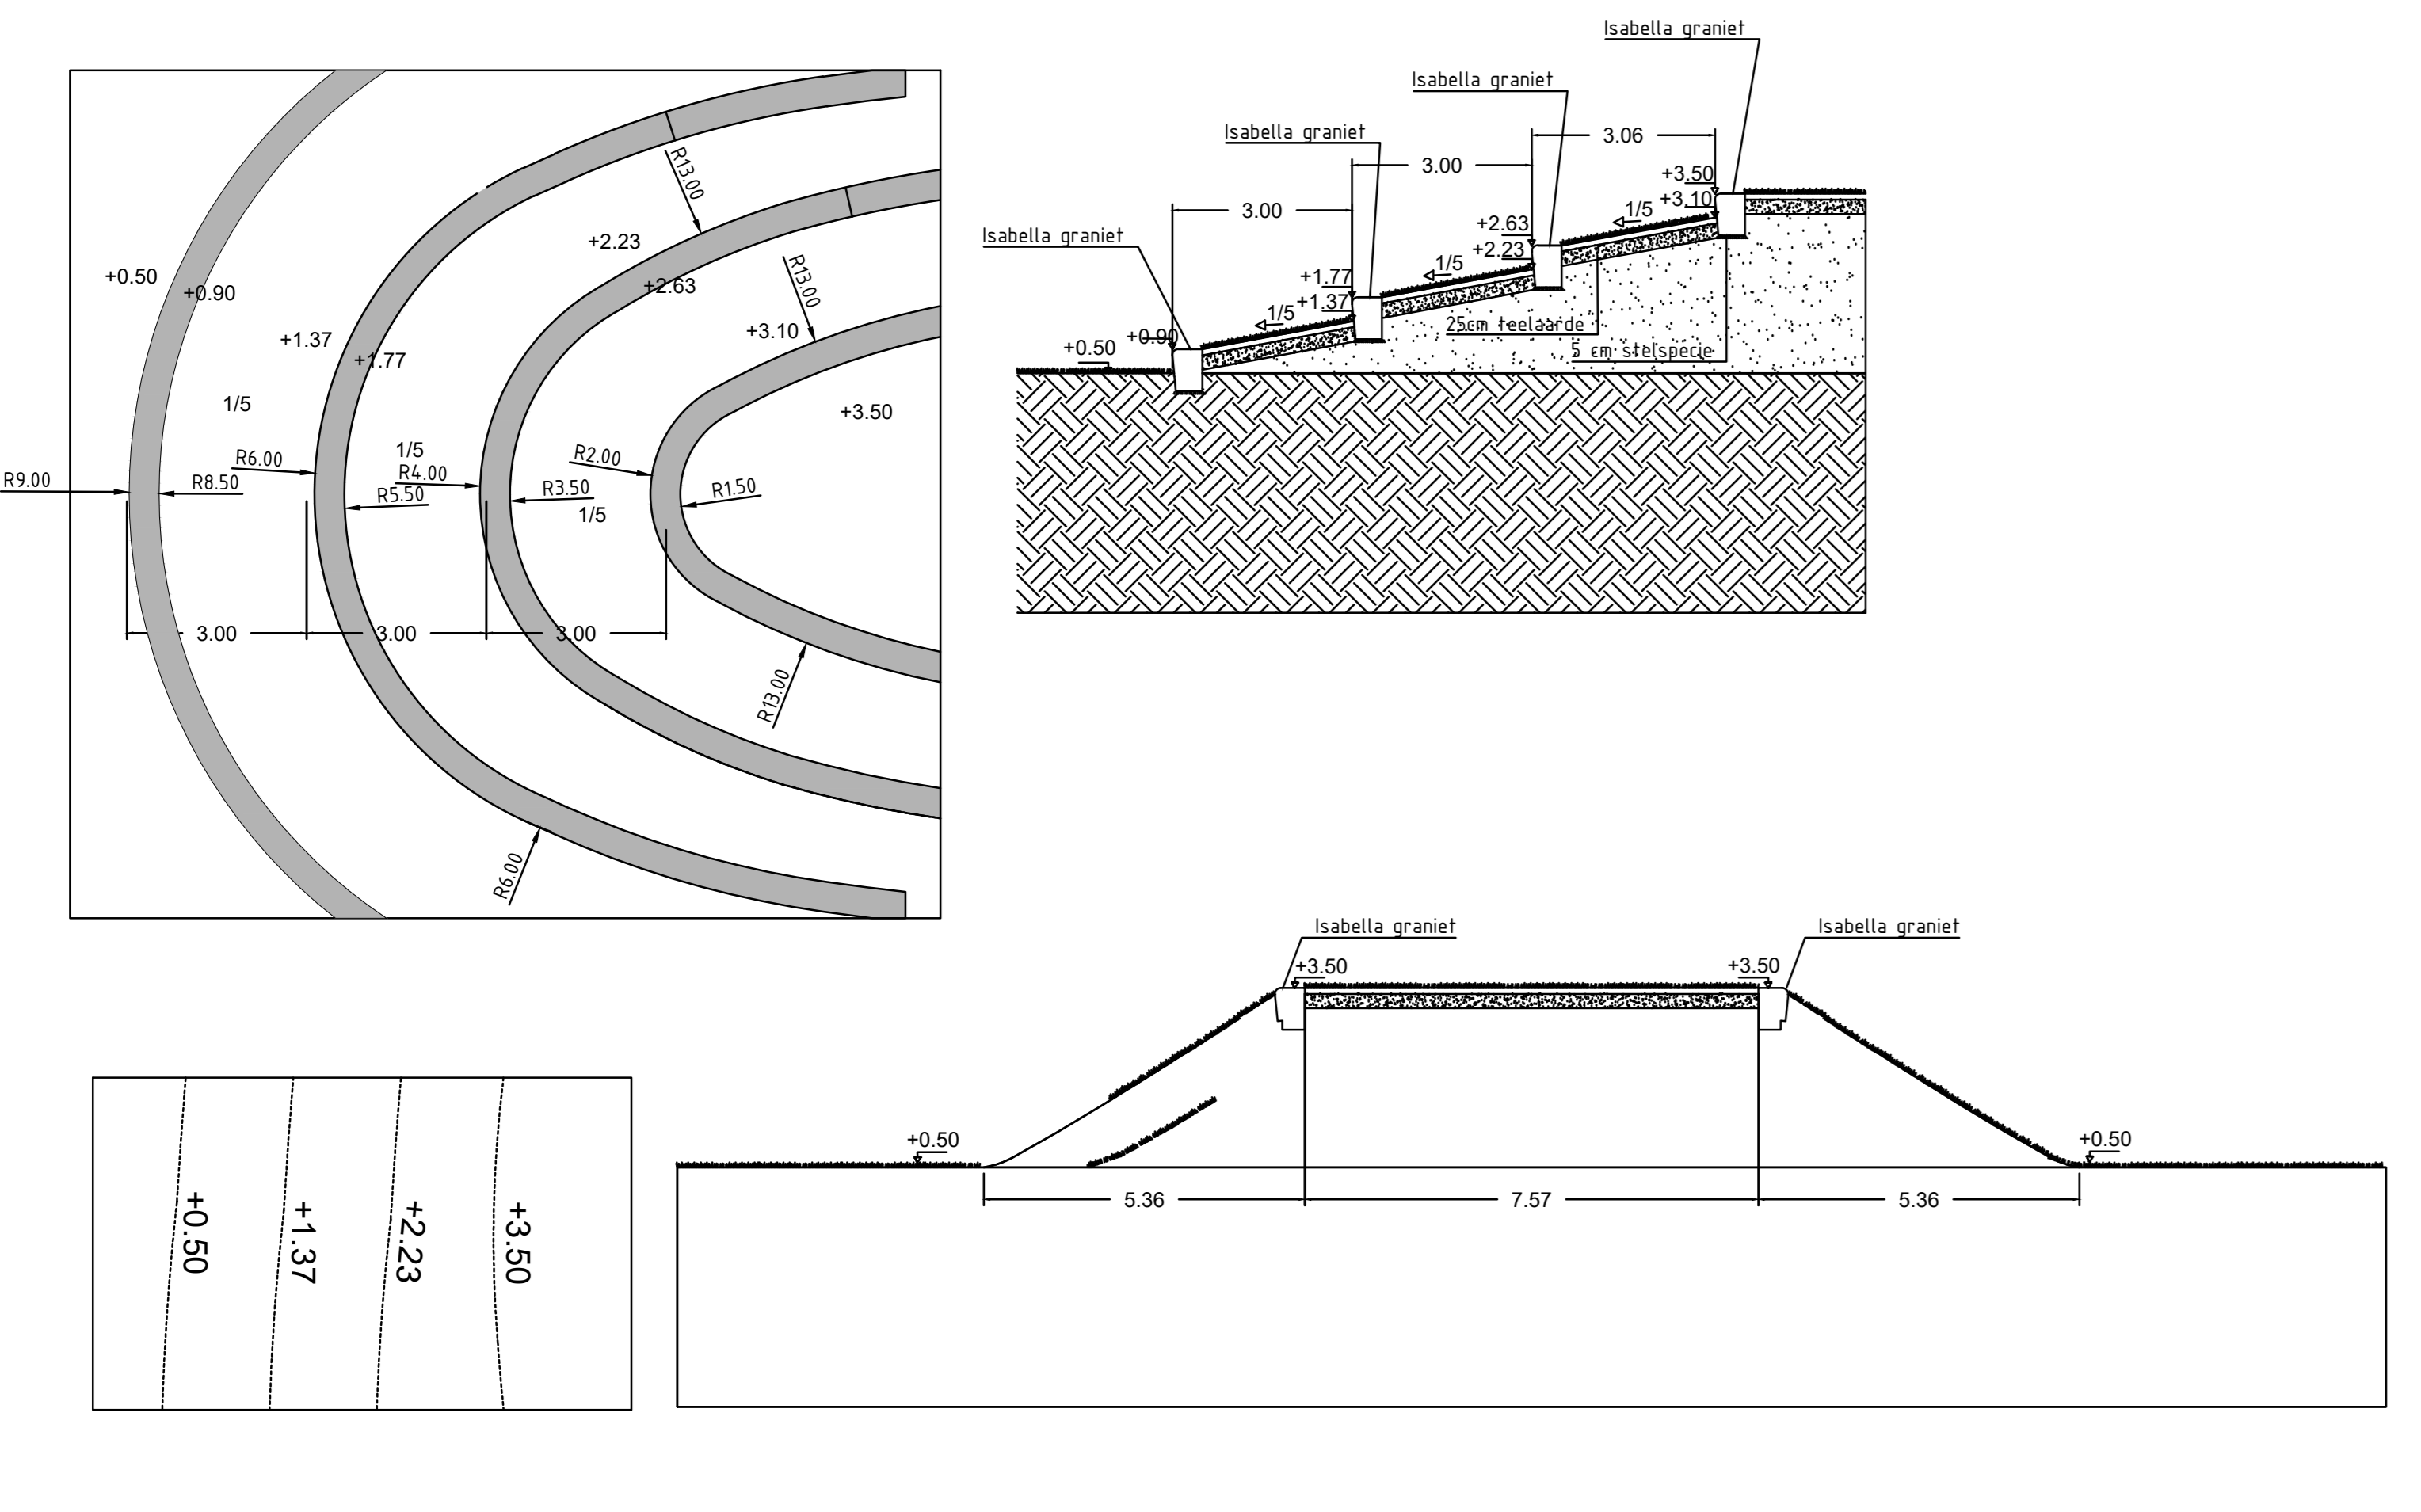 Isabella graniet
Isabella graniet
Isabella graniet
Isabella graniet
3.06
3.00
3.00
+3.50
+3.10
1/5
+2.63
+2.23
1/5
+1.77
+1.37
1/5
+0.90
+0.50
25cm teelaarde
5 cm stelspecie
R13.00
+2.23
+2.63
R13.00
+0.50
+0.90
+3.10
+1.37
+1.77
+3.50
1/5
1/5
R6.00
R4.00
R2.00
R9.00
R8.50
R5.50
R3.50
R1.50
1/5
3.00
3.00
3.00
R13.00
R6.00
Isabella graniet
Isabella graniet
+3.50
+3.50
+0.50
+0.50
5.36
7.57
5.36
+0.50
+1.37
+2.23
+3.50